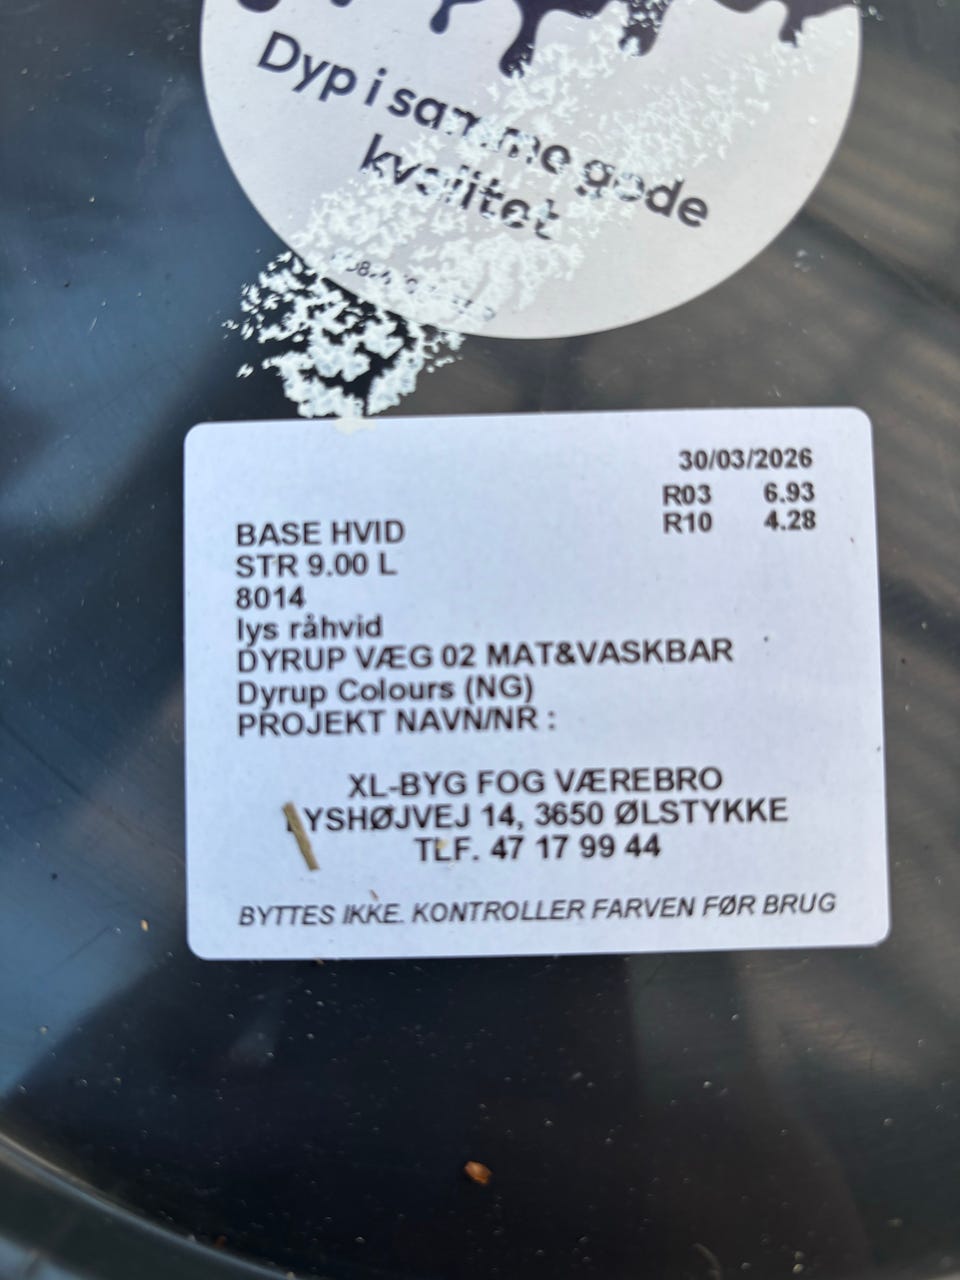 Dyp i samme gode
kvalitet
30/03/2026
R03 6.93
R10 4.28
BASE HVID
STR 9.00 L
8014
lys råhvid
DYRUP VÆG 02 MAT&VASKBAR
Dyrup Colours (NG)
PROJEKT NAVN/NR :
XL-BYG FOG VÆREBRO
YSHØJVEJ 14, 3650 ØLSTYKKE
TLF. 47 17 99 44
BYTTES IKKE. KONTROLLER FARVEN FØR BRUG